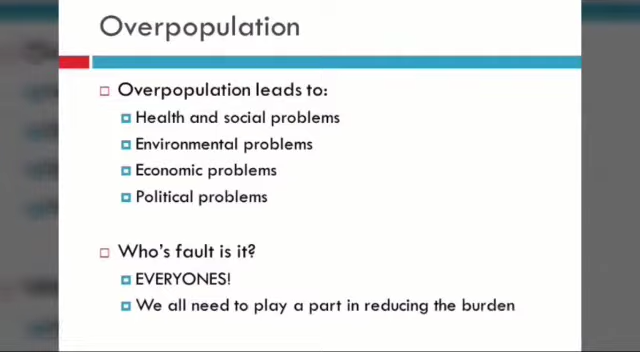 Overpopulation
Overpopulation leads to:
Health and social problems
Environmental problems
Economic problems
Political problems
Who's fault is it?
EVERYONES!
We all need to play a part in reducing the burden